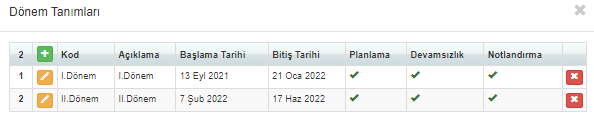 Dönem Tanımları
2 Kod Açıklama Başlama Tarihi Bitiş Tarihi Planlama Devamsızlık Notlandırma
1 I.Dönem I.Dönem 13 Eyl 2021 21 Oca 2022
2 II.Dönem II.Dönem 7 Şub 2022 17 Haz 2022